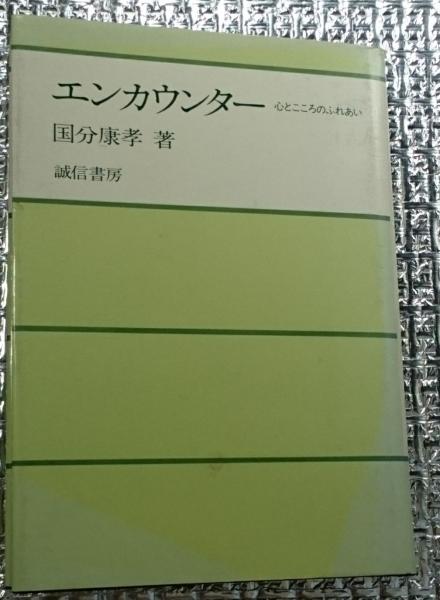 エンカウンター 心とこころのふれあい
国分康孝 著
誠信書房